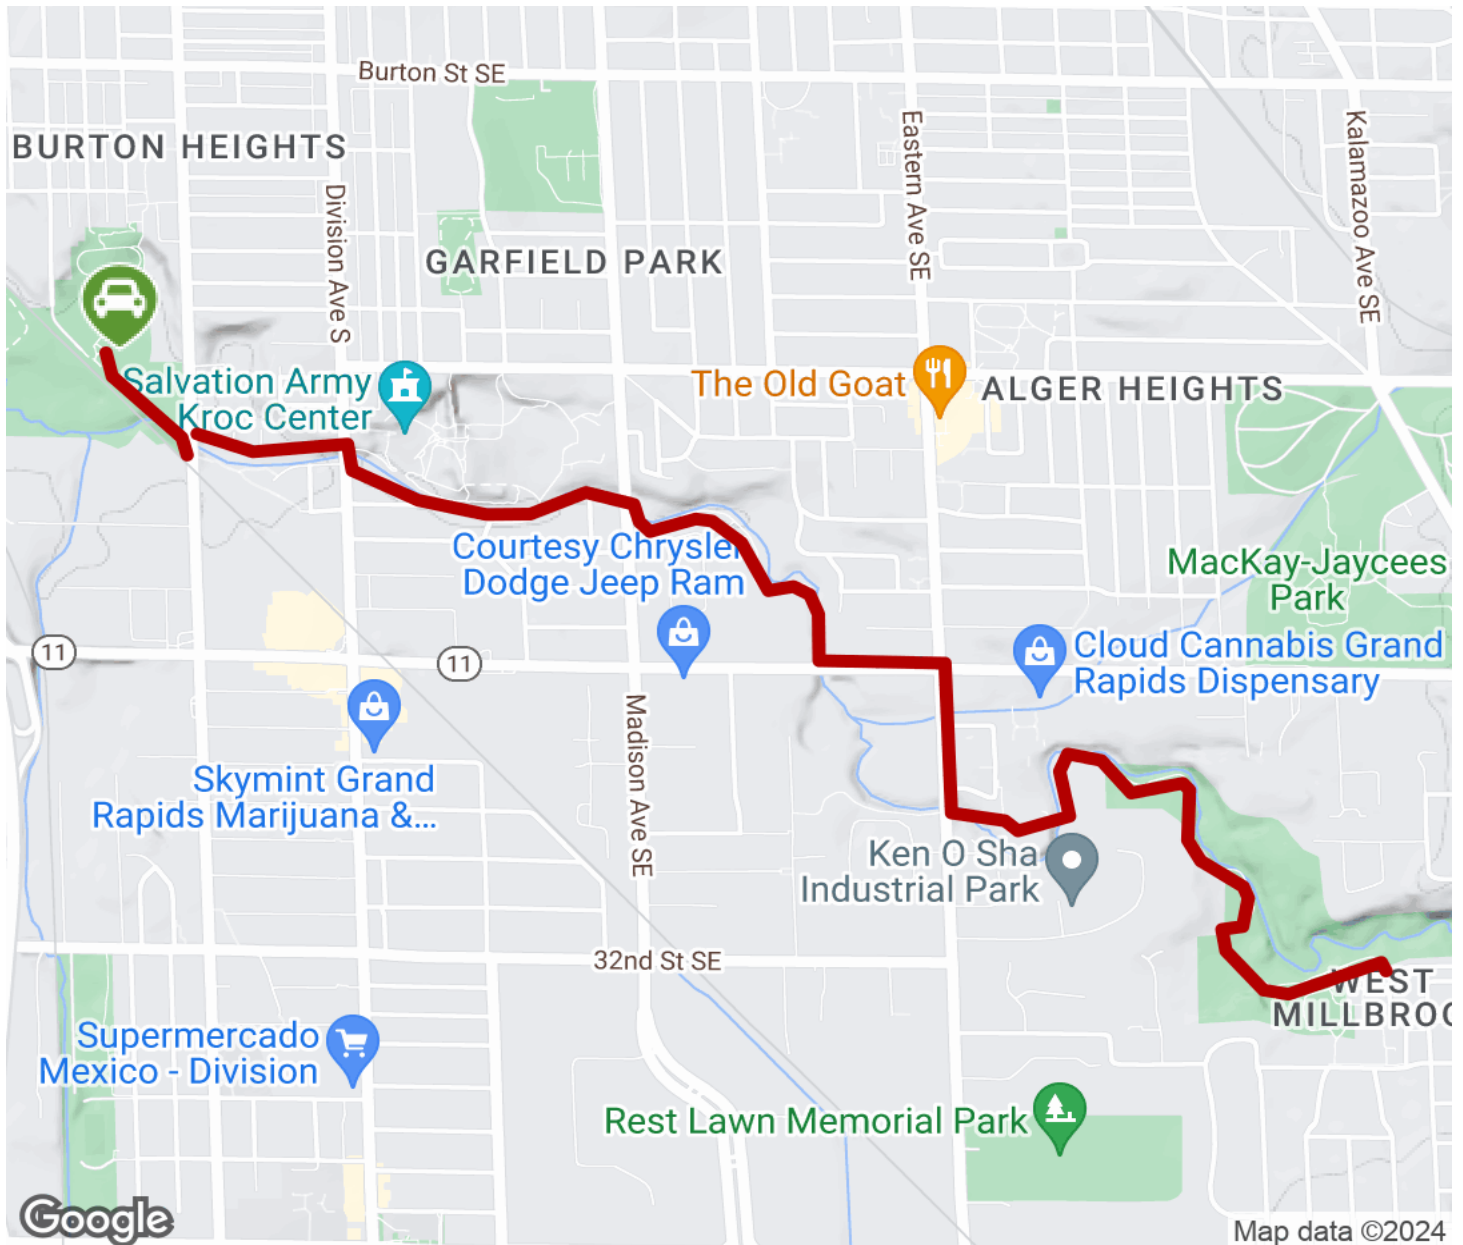 Burton St SE
BURTON HEIGHTS
Eastern Ave SE
Kalamazoo Ave SE
Division Ave S
GARFIELD PARK
Salvation Army
Kroc Center
The Old Goat
ALGER HEIGHTS
Courtesy Chrysler
Dodge Jeep Ram
MacKay-Jaycees
Park
11
11
Cloud Cannabis Grand
Rapids Dispensary
Madison Ave SE
Skymint Grand
Rapids Marijuana &...
Ken O Sha
Industrial Park
32nd St SE
WEST
MILLBROO
Supermercado
Mexico - Division
Rest Lawn Memorial Park
Google
Map data ©2024